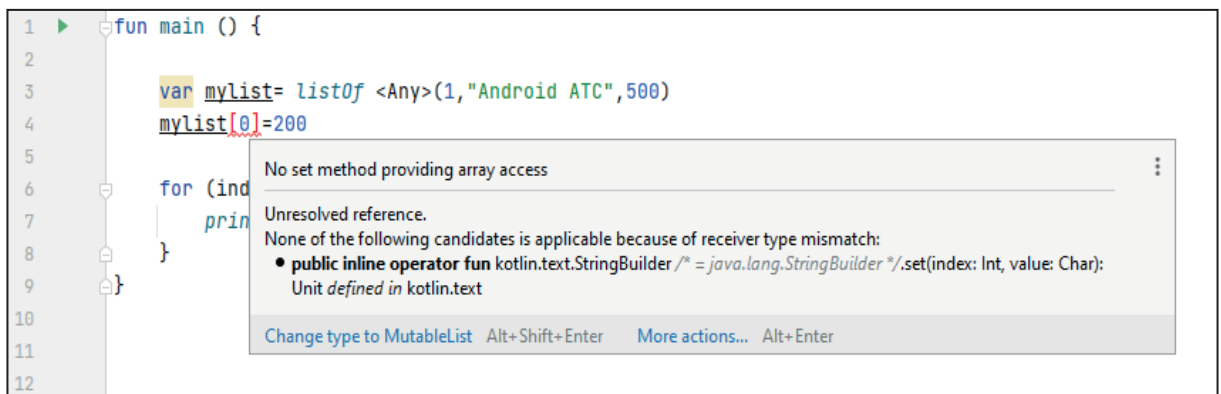 1 fun main () {
2
3 var mylist= listOf <Any>(1,"Android ATC",500)
4 mylist[0]=200
5
No set method providing array access
6 for (ind
Unresolved reference.
7 prin
None of the following candidates is applicable because of receiver type mismatch:
8 }
• public inline operator fun kotlin.text.StringBuilder /* = java.lang.StringBuilder */.set(index: Int, value: Char):
9 }
Unit defined in kotlin.text
10
Change type to MutableList Alt+Shift+Enter More actions... Alt+Enter
11
12